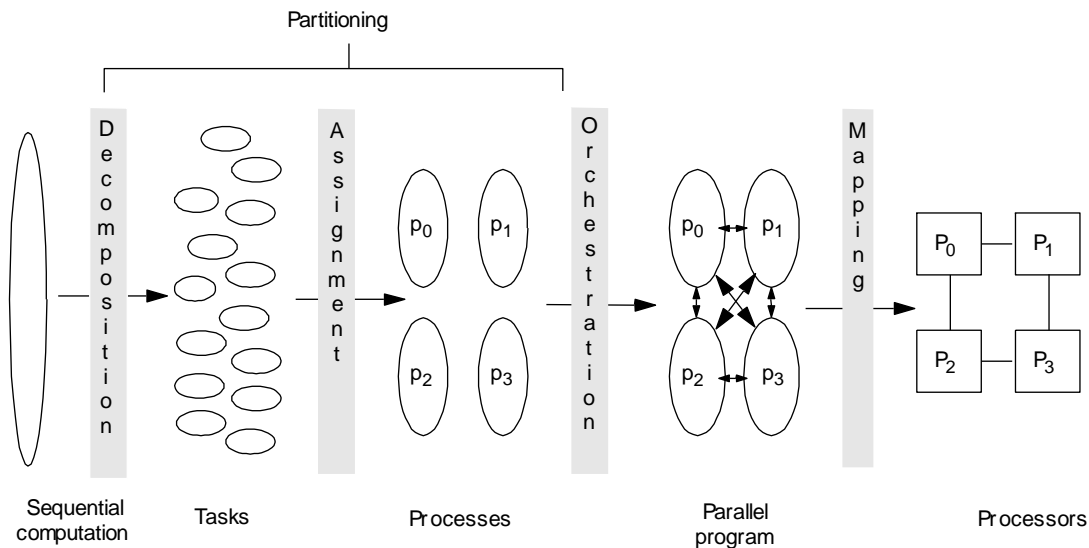 Partitioning
Decomposition
Assignment
Orchestration
Mapping
p0
p1
p2
p3
p0
p1
p2
p3
P0
P1
P2
P3
Sequential
computation
Tasks
Processes
Parallel
program
Processors